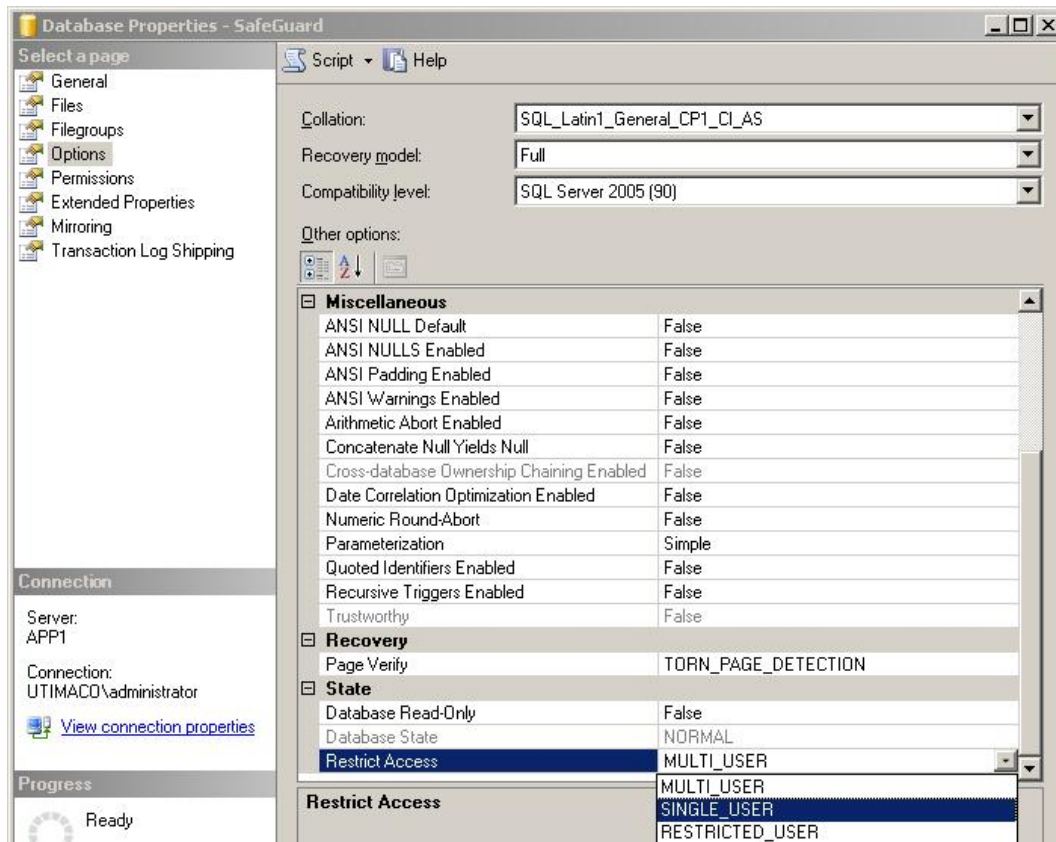 Database Properties - SafeGuard
Select a page
General
Files
Filegroups
Options
Permissions
Extended Properties
Mirroring
Transaction Log Shipping
Connection
Server:
APP1
Connection:
UTIMACO\administrator
View connection properties
Progress
Ready
Script Help
Collation: SQL_Latin1_General_CP1_CI_AS
Recovery model: Full
Compatibility level: SQL Server 2005 (90)
Other options:
Miscellaneous
ANSI NULL Default False
ANSI NULLS Enabled False
ANSI Padding Enabled False
ANSI Warnings Enabled False
Arithmetic Abort Enabled False
Concatenate Null Yields Null False
Cross-database Ownership Chaining Enabled False
Date Correlation Optimization Enabled False
Numeric Round-Abort False
Parameterization Simple
Quoted Identifiers Enabled False
Recursive Triggers Enabled False
Trustworthy False
Recovery
Page Verify TORN_PAGE_DETECTION
State
Database Read-Only False
Database State NORMAL
Restrict Access MULTI_USER
MULTI_USER
SINGLE_USER
RESTRICTED_USER
Restrict Access